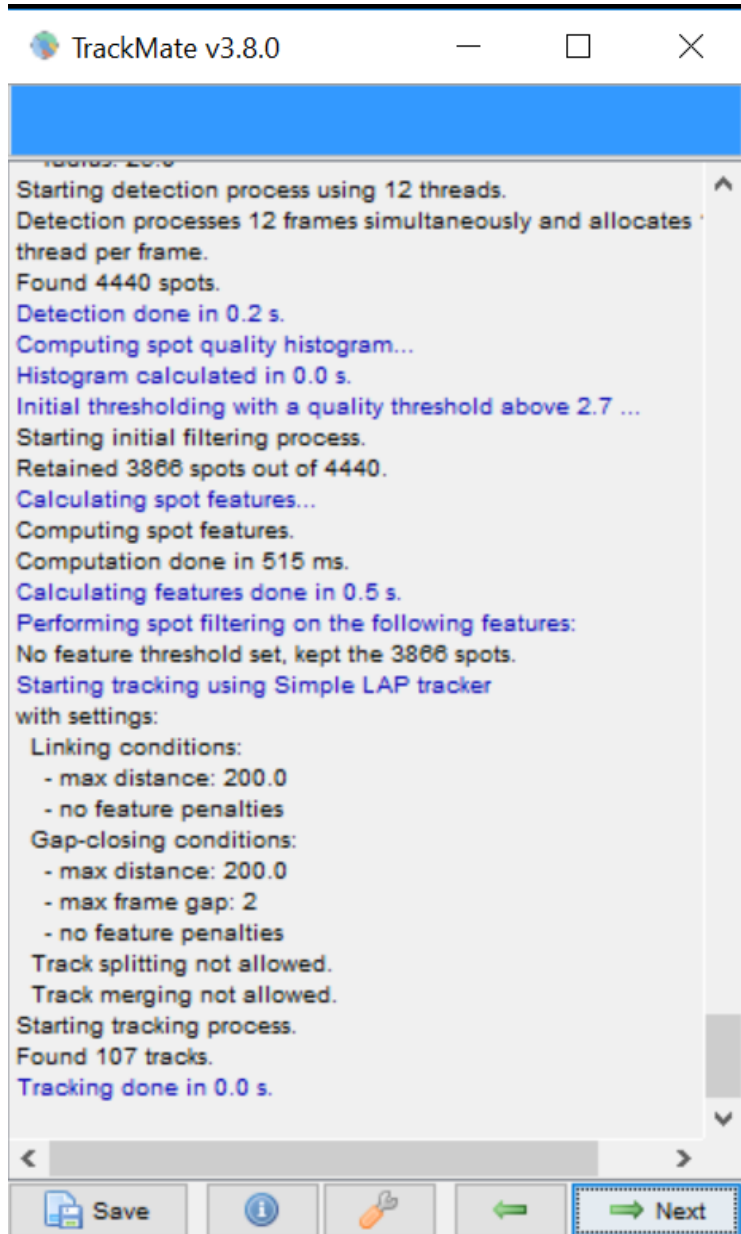 TrackMate v3.8.0
Starting detection process using 12 threads.
Detection processes 12 frames simultaneously and allocates
thread per frame.
Found 4440 spots.
Detection done in 0.2 s.
Computing spot quality histogram...
Histogram calculated in 0.0 s.
Initial thresholding with a quality threshold above 2.7 ...
Starting initial filtering process.
Retained 3866 spots out of 4440.
Calculating spot features...
Computing spot features.
Computation done in 515 ms.
Calculating features done in 0.5 s.
Performing spot filtering on the following features:
No feature threshold set, kept the 3866 spots.
Starting tracking using Simple LAP tracker
with settings:
Linking conditions:
- max distance: 200.0
- no feature penalties
Gap-closing conditions:
- max distance: 200.0
- max frame gap: 2
- no feature penalties
Track splitting not allowed.
Track merging not allowed.
Starting tracking process.
Found 107 tracks.
Tracking done in 0.0 s.
Save
Next